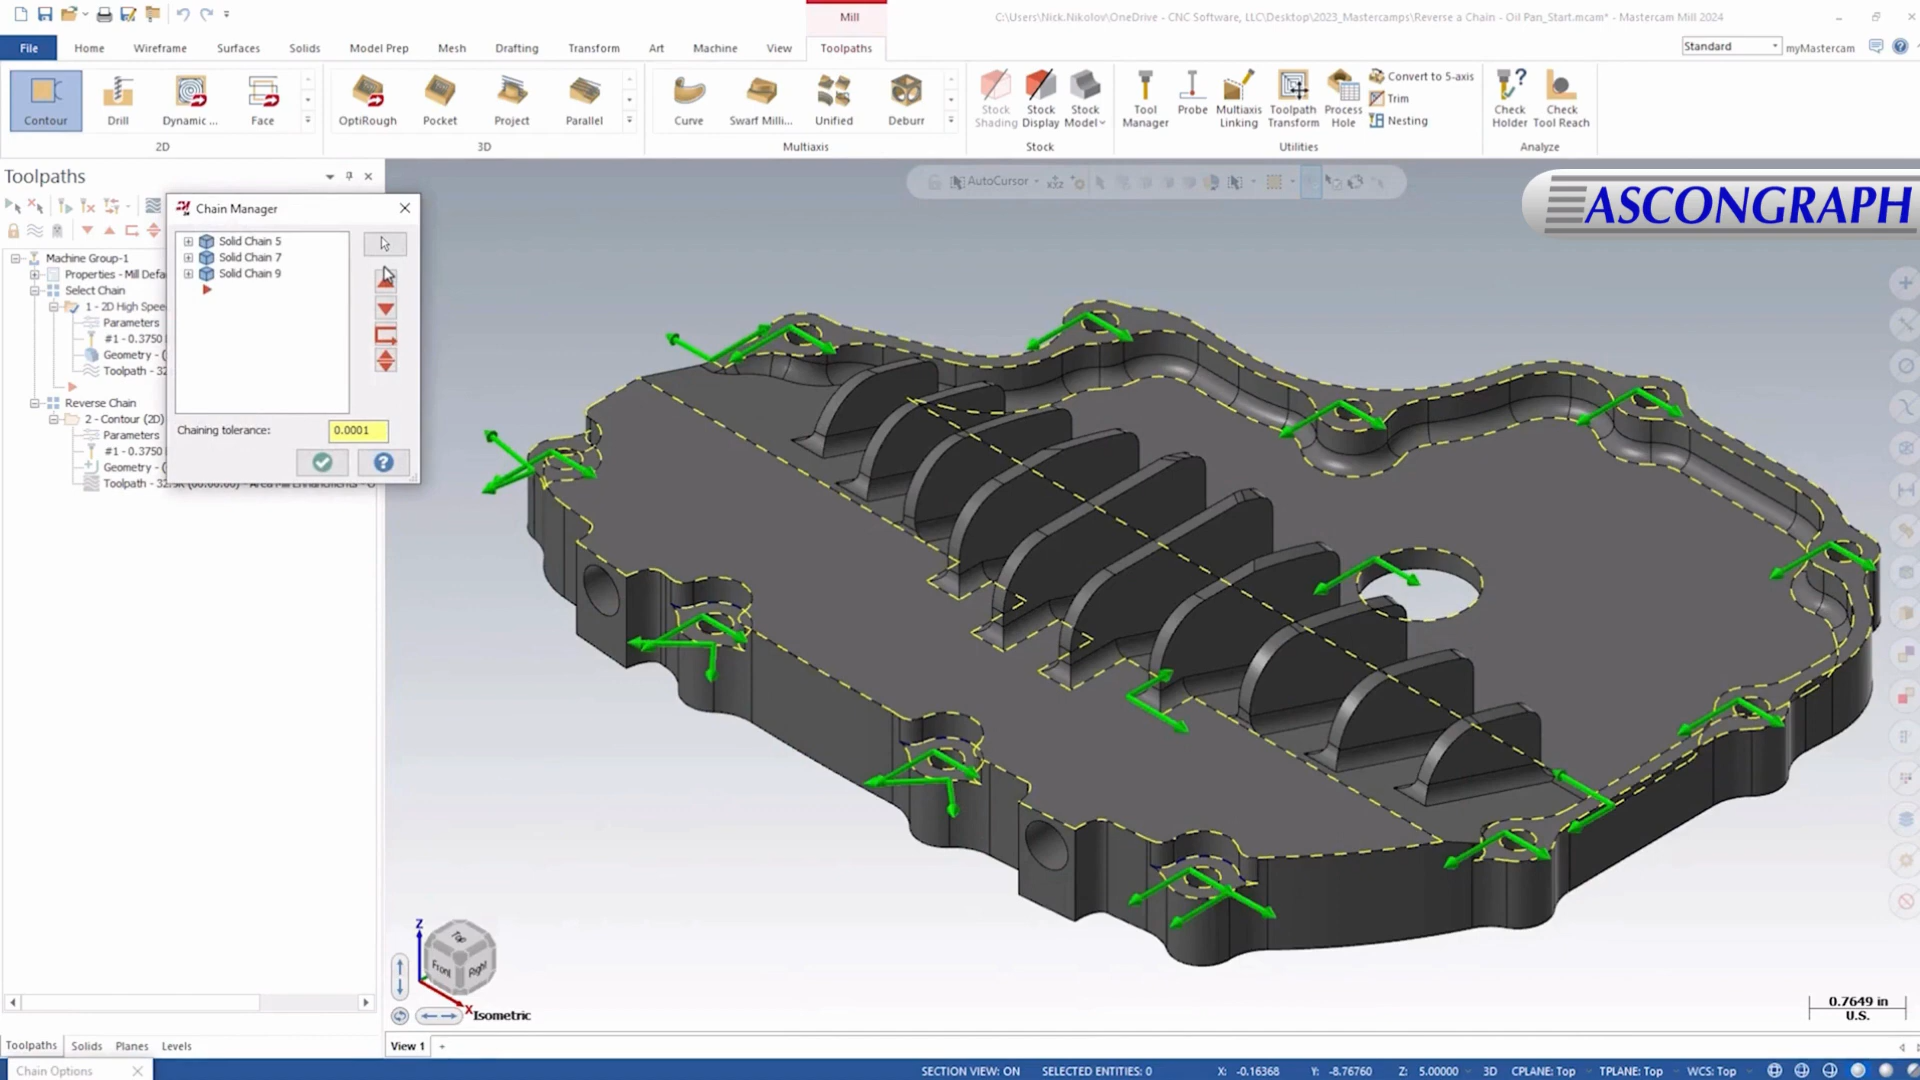 Mill
C:\Users\Nick.Nikolov\OneDrive - CNC Software, LLC\Desktop\2023_Mastercamps\Reverse a Chain - Oil Pan_Start.mcam* - Mastercam Mill 2024
File Home Wireframe Surfaces Solids Model Prep Mesh Drafting Transform Art Machine View Toolpaths
Standard myMastercam
Contour Drill Dynamic ... Face OptiRough Pocket Project Parallel Curve Swarf Milli... Unified Deburr
Stock Shading Stock Display Stock Model Tool Manager Probe Multiaxis Linking Toolpath Transform Process Hole
Convert to 5-axis
Trim
Nesting
Check Holder Check Tool Reach
2D 3D Multiaxis Stock Utilities Analyze
Toolpaths
AutoCursor
ASCONGRAPH
Chain Manager
Solid Chain 5
Solid Chain 7
Solid Chain 9
Chaining tolerance: 0.0001
Machine Group-1
Properties - Mill Defa
Select Chain
1 - 2D High Spee
Parameters
#1 - 0.3750
Geometry - (
Toolpath - 32
Reverse Chain
2 - Contour (2D)
Parameters
#1 - 0.3750
Geometry - (
Toolpath - 32
Top
Front Right
Z
X
Isometric
0.7649 in
U.S.
Toolpaths Solids Planes Levels
View 1 +
Chain Options
SECTION VIEW: ON SELECTED ENTITIES: 0 X: -0.16368 Y: -8.76760 Z: 5.00000 3D CPLANE: Top TPLANE: Top WCS: Top